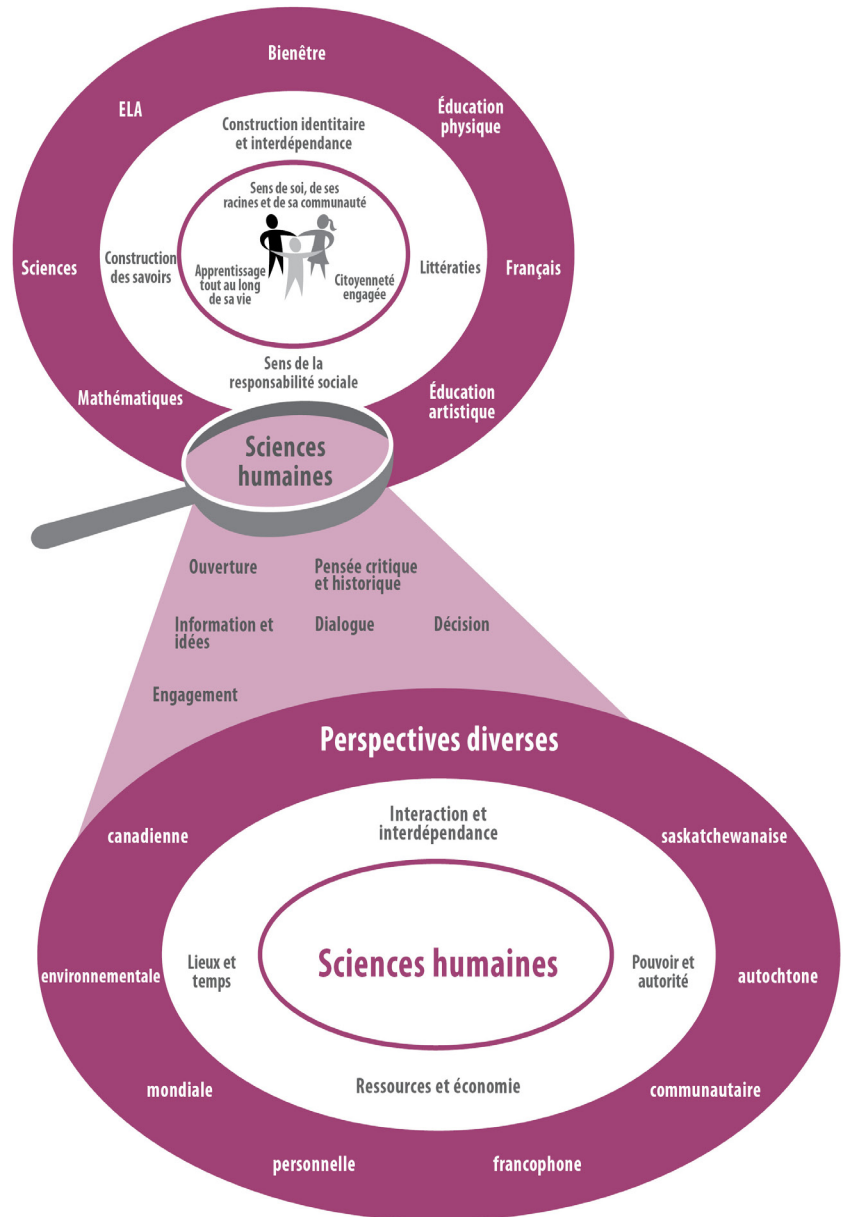 Bienêtre
ELA
Éducation
physique
Construction identitaire
et interdépendance
Sens de soi, de ses
racines et de sa communauté
Sciences
Construction
des savoirs
Apprentissage
tout au long
de sa vie
Citoyenneté
engagée
Littératies
Français
Sens de la
responsabilité sociale
Mathématiques
Éducation
artistique
Sciences
humaines
Ouverture
Pensée critique
et historique
Information et
idées
Dialogue
Décision
Engagement
Perspectives diverses
Interaction et
interdépendance
canadienne
saskatchewanaise
Lieux et
temps
Sciences humaines
Pouvoir et
autorité
environnementale
autochtone
Ressources et économie
mondiale
communautaire
personnelle
francophone